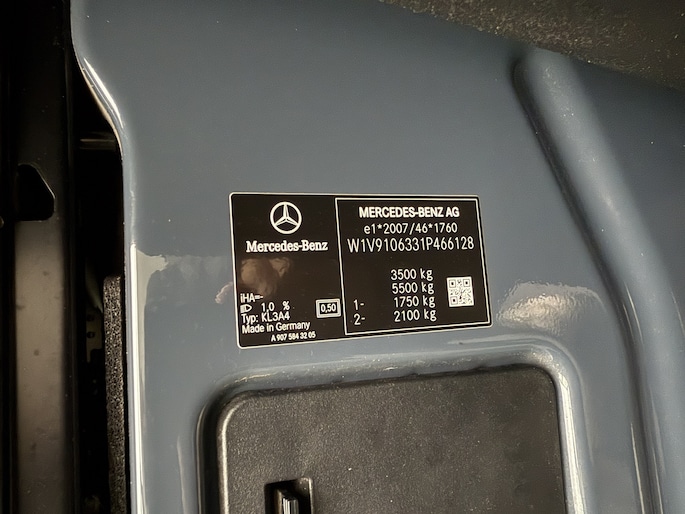 Mercedes-Benz
iHA=-
1,0 %
0,50
Typ: KL3A4
Made in Germany
A 907 584 32 05
MERCEDES-BENZ AG
e1*2007/46*1760
W1V9106331P466128
3500 kg
5500 kg
1- 1750 kg
2- 2100 kg